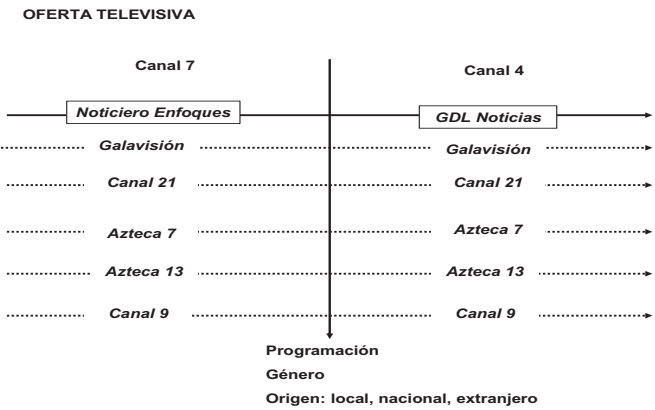 OFERTA TELEVISIVA
Canal 7 Canal 4
Noticiero Enfoques GDL Noticias
Galavisión Galavisión
Canal 21 Canal 21
Azteca 7 Azteca 7
Azteca 13 Azteca 13
Canal 9 Canal 9
Programación
Género
Origen: local, nacional, extranjero